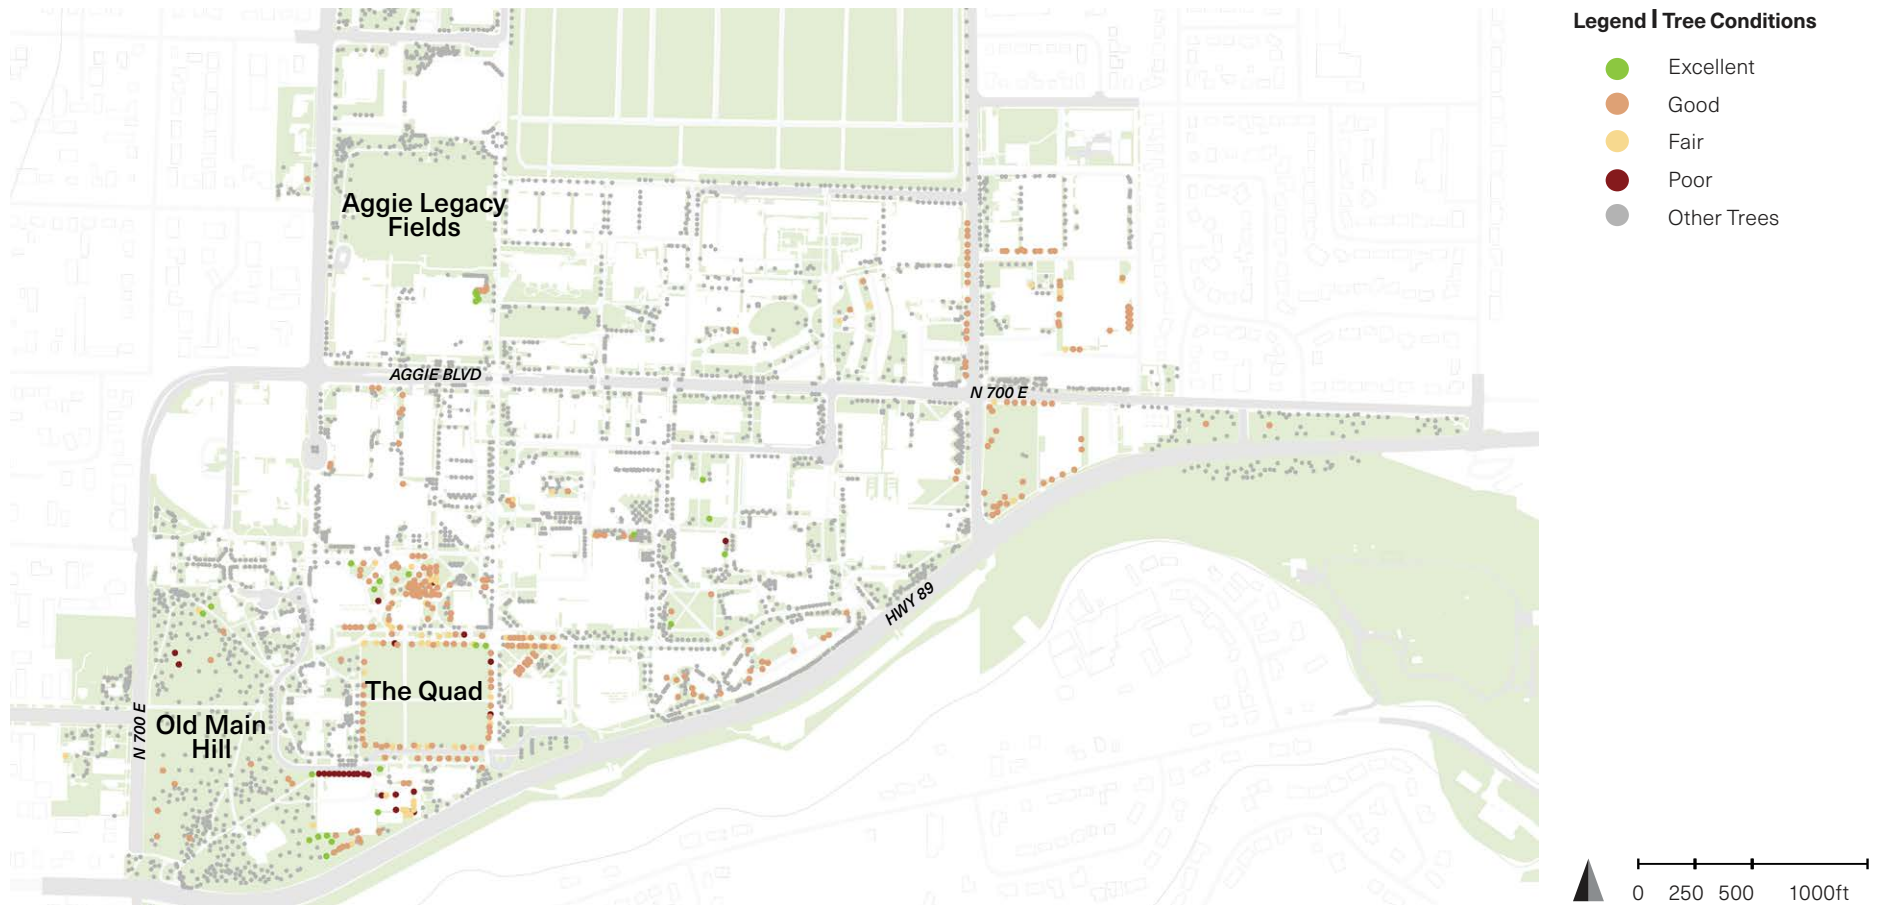 Legend | Tree Conditions
Excellent
Good
Fair
Poor
Other Trees
Aggie Legacy
Fields
AGGIE BLVD
N 700 E
HWY 89
The Quad
Old Main
Hill
N 700 E
0 250 500 1000ft